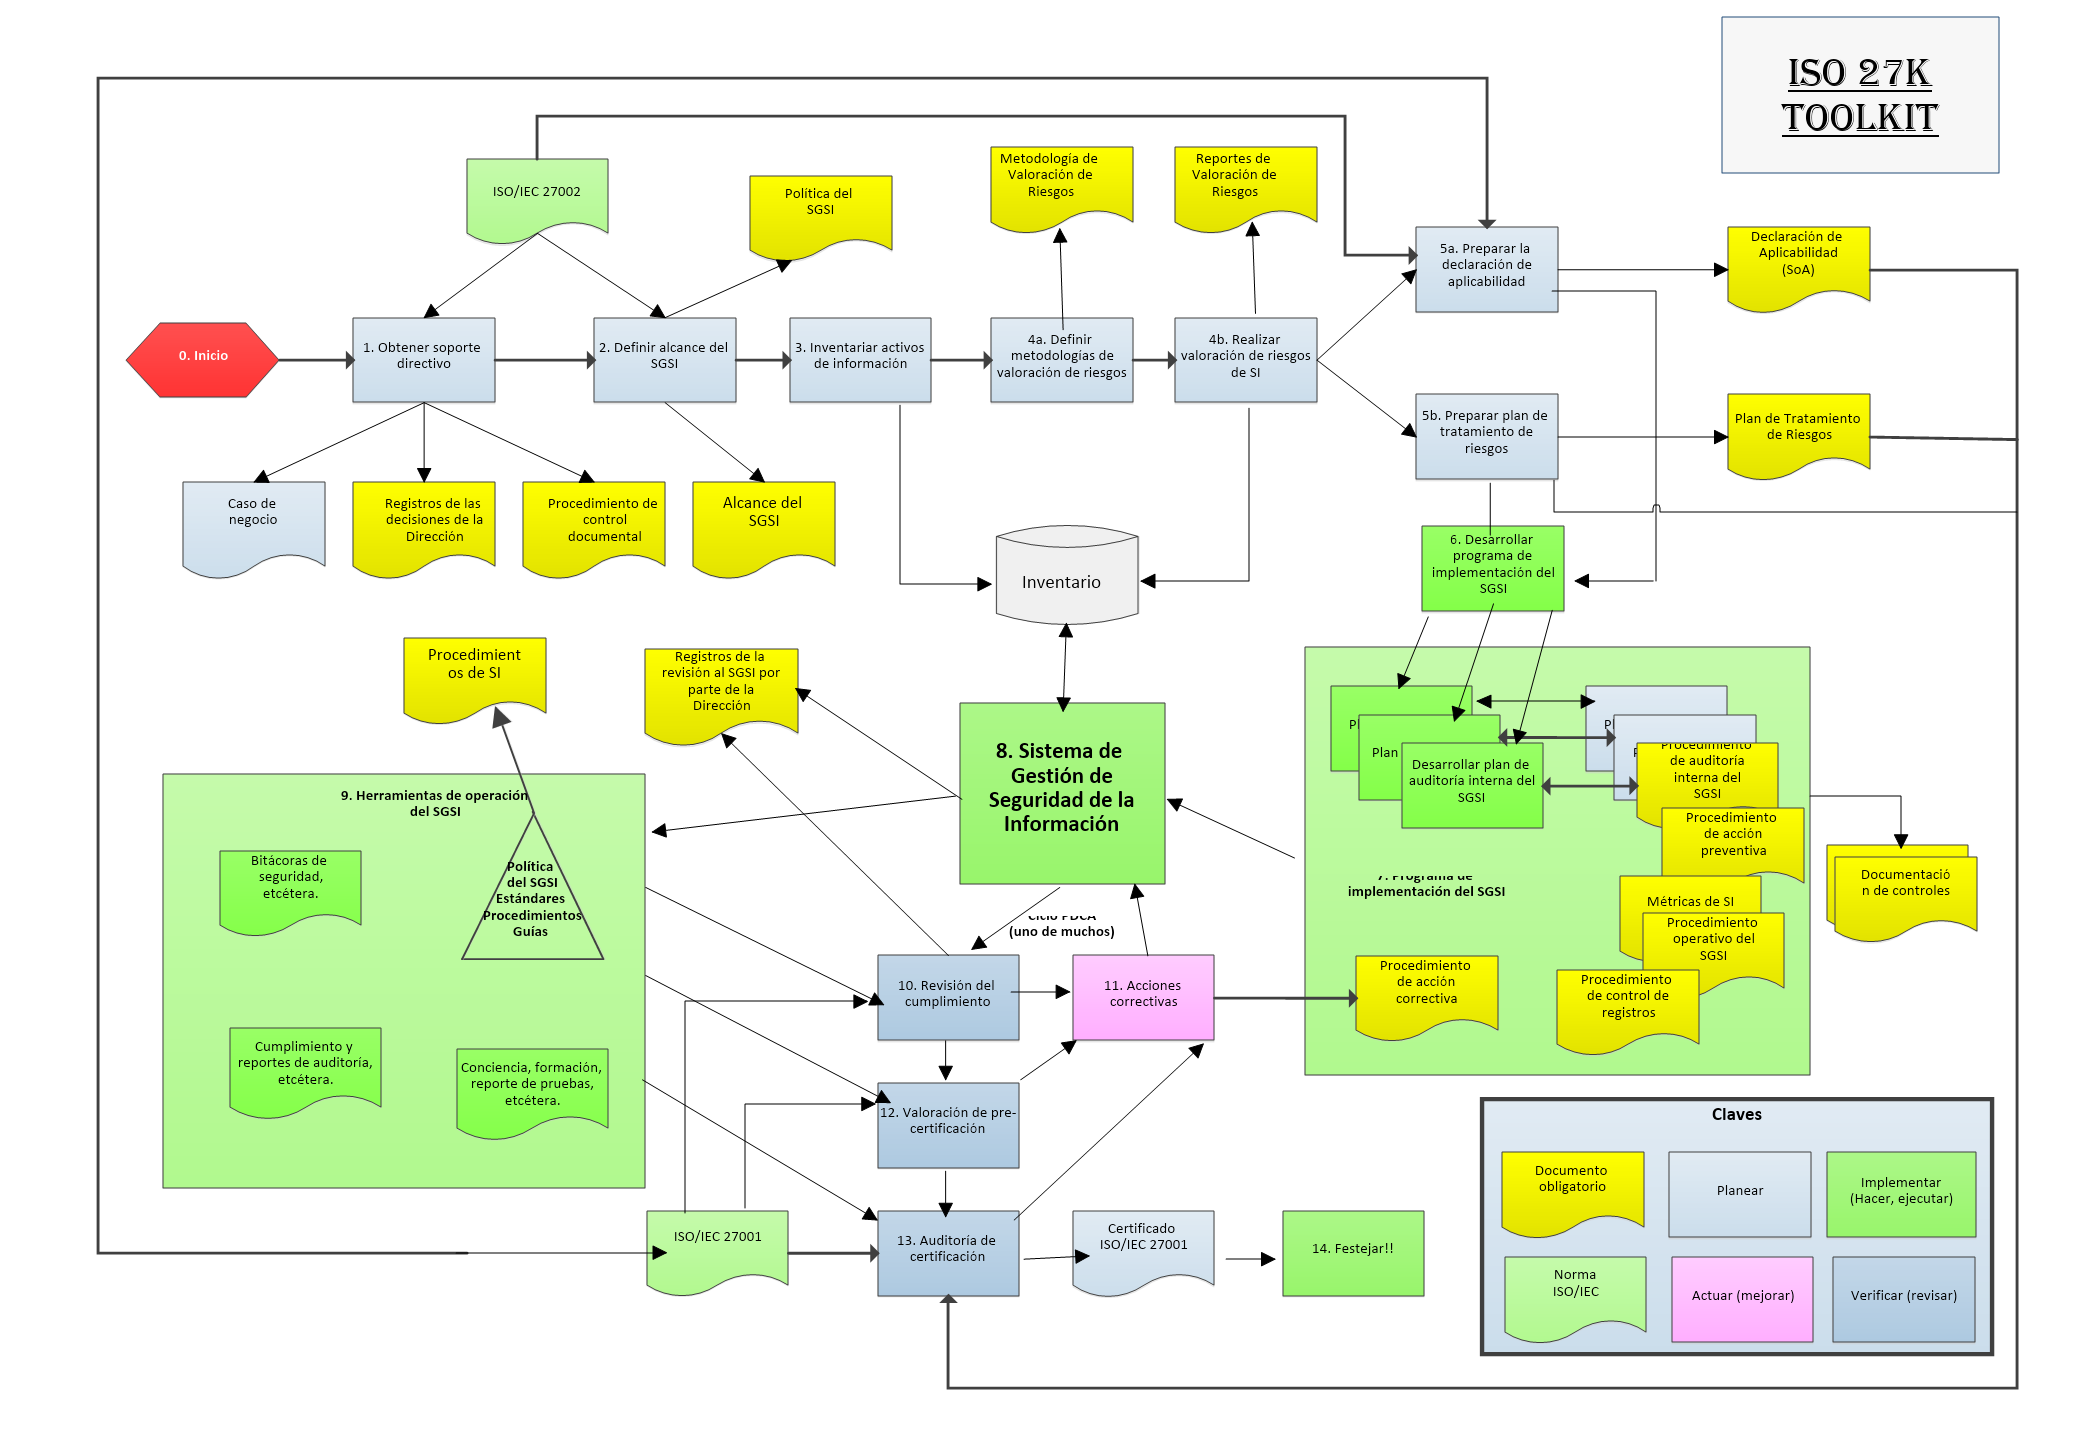 ISO 27K
TOOLKIT
ISO/IEC 27002
Política del
SGSI
Metodología de
Valoración de
Riesgos
Reportes de
Valoración de
Riesgos
5a. Preparar la
declaración de
aplicabilidad
Declaración de
Aplicabilidad
(SoA)
0. Inicio
1. Obtener soporte
directivo
2. Definir alcance del
SGSI
3. Inventariar activos
de información
4a. Definir
metodologías de
valoración de riesgos
4b. Realizar
valoración de riesgos
de SI
5b. Preparar plan de
tratamiento de
riesgos
Plan de Tratamiento
de Riesgos
Caso de
negocio
Registros de las
decisiones de la
Dirección
Procedimiento de
control
documental
Alcance del
SGSI
Inventario
6. Desarrollar
programa de
implementación del
SGSI
Procedimient
os de SI
Registros de la
revisión al SGSI por
parte de la
Dirección
8. Sistema de
Gestión de
Seguridad de la
Información
Plan
Desarrollar plan de
auditoría interna del
SGSI
Procedimiento
de auditoría
interna del
SGSI
Procedimiento
de acción
preventiva
7. Programa de
implementación del SGSI
Métricas de SI
Procedimiento
operativo del
SGSI
Procedimiento
de control de
registros
Procedimiento
de acción
correctiva
Documentació
n de controles
9. Herramientas de operación
del SGSI
Bitácoras de
seguridad,
etcétera.
Política
del SGSI
Estándares
Procedimientos
Guías
Cumplimiento y
reportes de auditoría,
etcétera.
Conciencia, formación,
reporte de pruebas,
etcétera.
Ciclo PDCA
(uno de muchos)
10. Revisión del
cumplimiento
11. Acciones
correctivas
12. Valoración de pre-
certificación
ISO/IEC 27001
13. Auditoría de
certificación
Certificado
ISO/IEC 27001
14. Festejar!!
Claves
Documento
obligatorio
Planear
Implementar
(Hacer, ejecutar)
Norma
ISO/IEC
Actuar (mejorar)
Verificar (revisar)